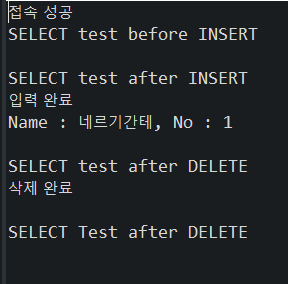 접속 성공
SELECT test before INSERT
SELECT test after INSERT
입력 완료
Name : 네르기간테, No : 1
SELECT test after DELETE
삭제 완료
SELECT Test after DELETE